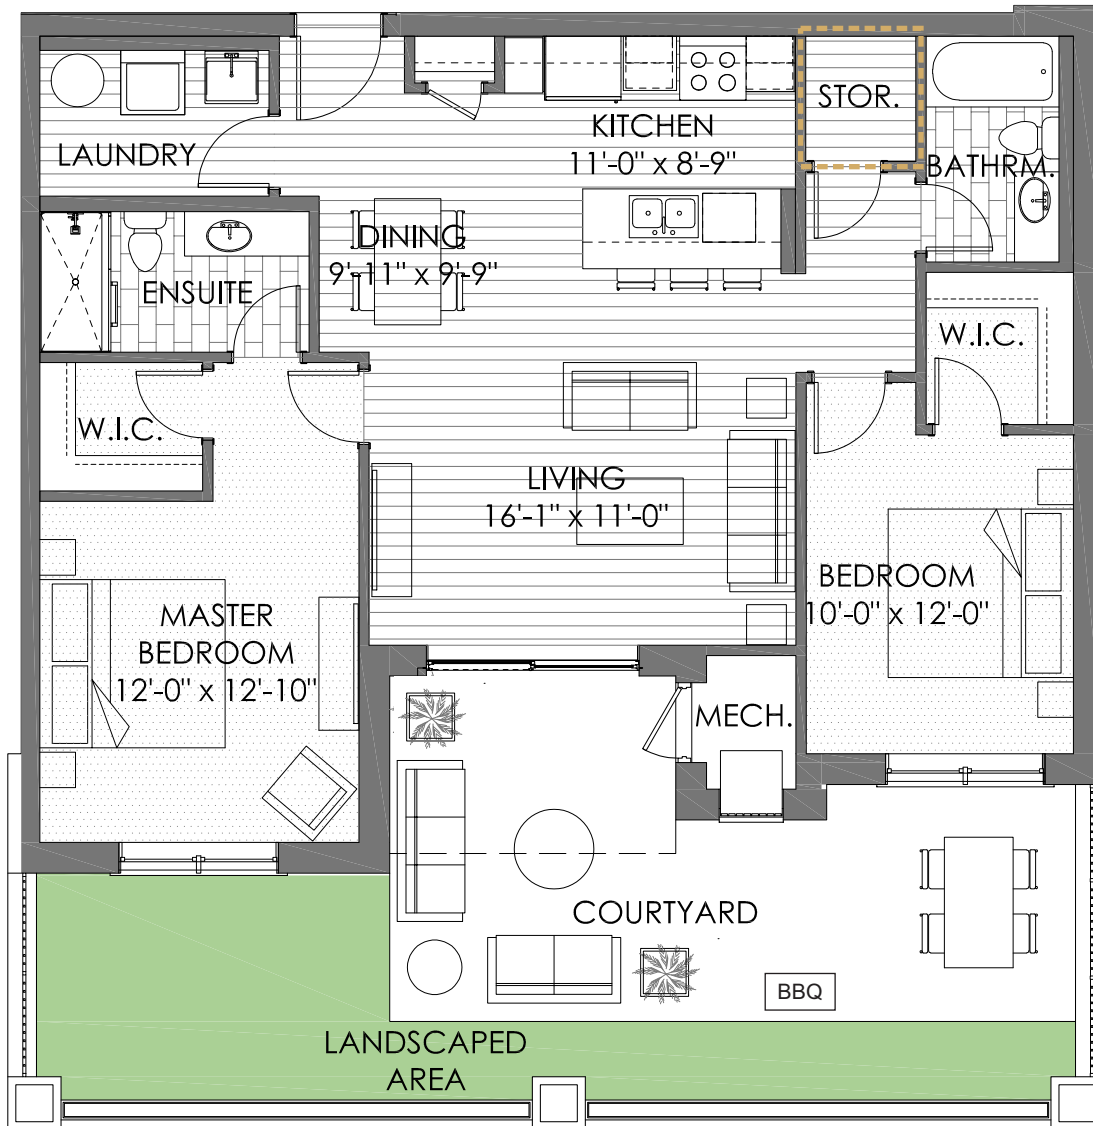 STOR.
KITCHEN
11'-0" x 8'-9"
LAUNDRY
BATHRM.
DINING
9'-11" x 9'-9"
ENSUITE
W.I.C.
W.I.C.
LIVING
16'-1" x 11'-0"
BEDROOM
10'-0" x 12'-0"
MASTER
BEDROOM
12'-0" x 12'-10"
MECH.
COURTYARD
BBQ
LANDSCAPED
AREA